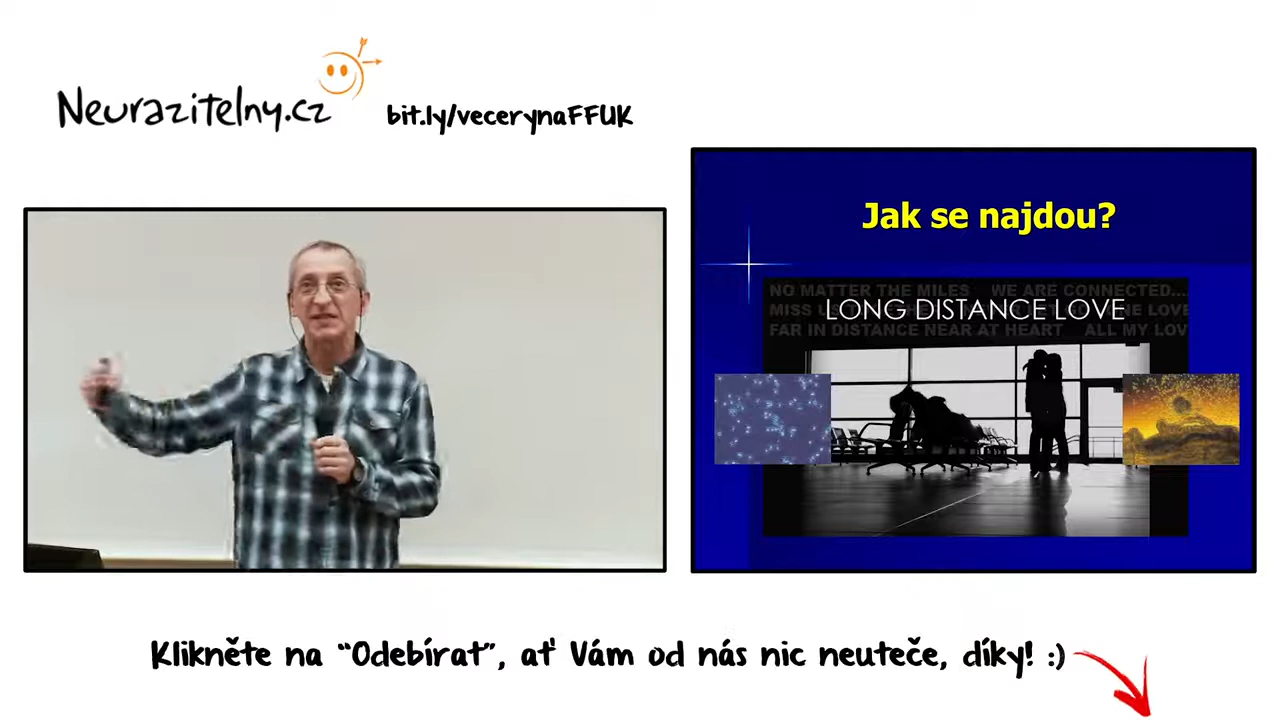 Neurazitelny.cz
bit.ly/vecerynaFFUK
Jak se najdou?
NO MATTER THE MILES WE ARE CONNECTED...
LONG DISTANCE LOVE
MISS US
NE LOVE
FAR IN DISTANCE NEAR AT HEART ALL MY LOV
Klikněte na “Odebírat”, ať Vám od nás nic neuteče, díky! :)